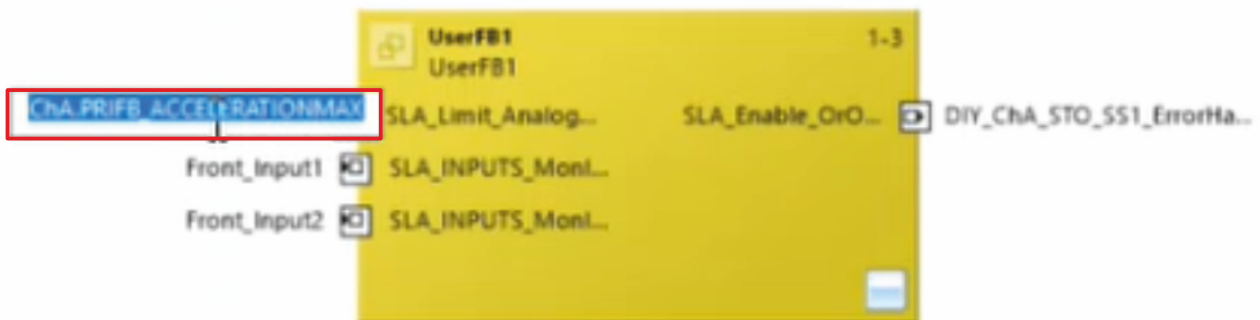 UserFB1 1-3
UserFB1
ChA.PRIFB_ACCELERATIONMAX SLA_Limit_Analog... SLA_Enable_OrO... DIY_ChA_STO_SS1_ErrorHa...
Front_Input1 SLA_INPUTS_MonI...
Front_Input2 SLA_INPUTS_MonI...